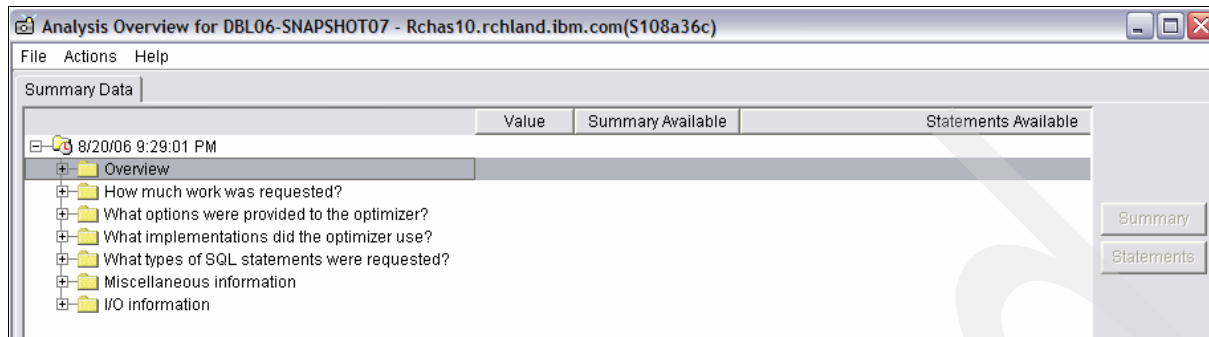 Analysis Overview for DBL06-SNAPSHOT07 - Rchas10.rchland.ibm.com(S108a36c)
File Actions Help
Summary Data
Value Summary Available Statements Available
8/20/06 9:29:01 PM
Overview
How much work was requested?
What options were provided to the optimizer?
What implementations did the optimizer use?
What types of SQL statements were requested?
Miscellaneous information
I/O information
Summary
Statements